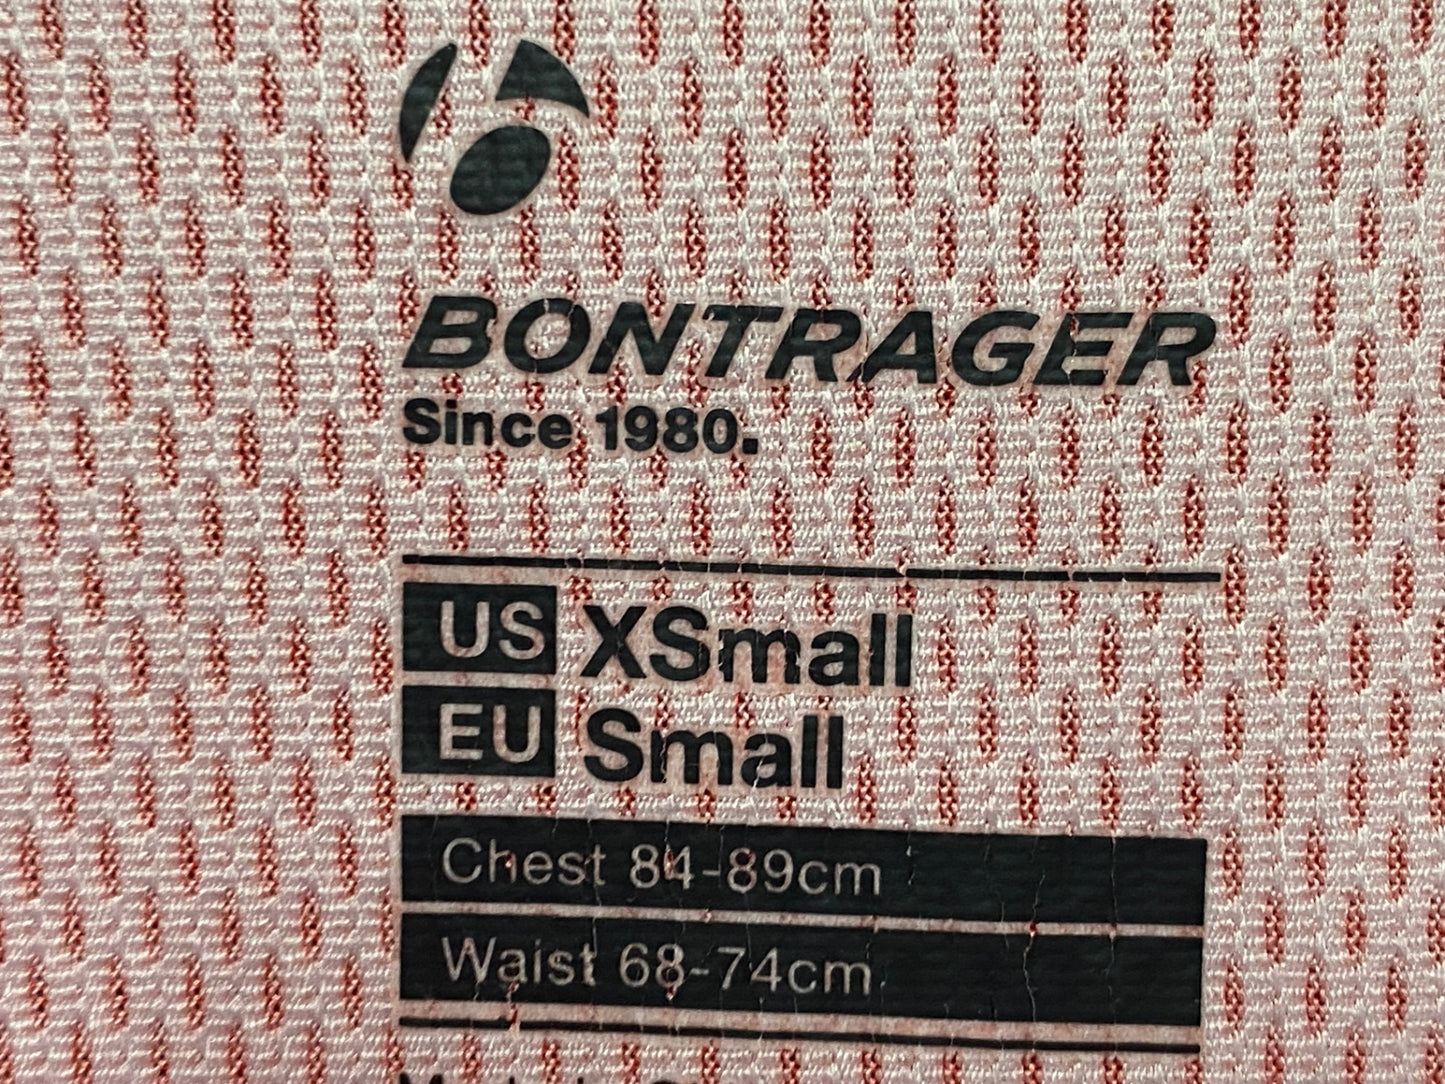 BONTRAGER
Since 1980.
US XSmall
EU Small
Chest 84-89cm
Waist 68-74cm